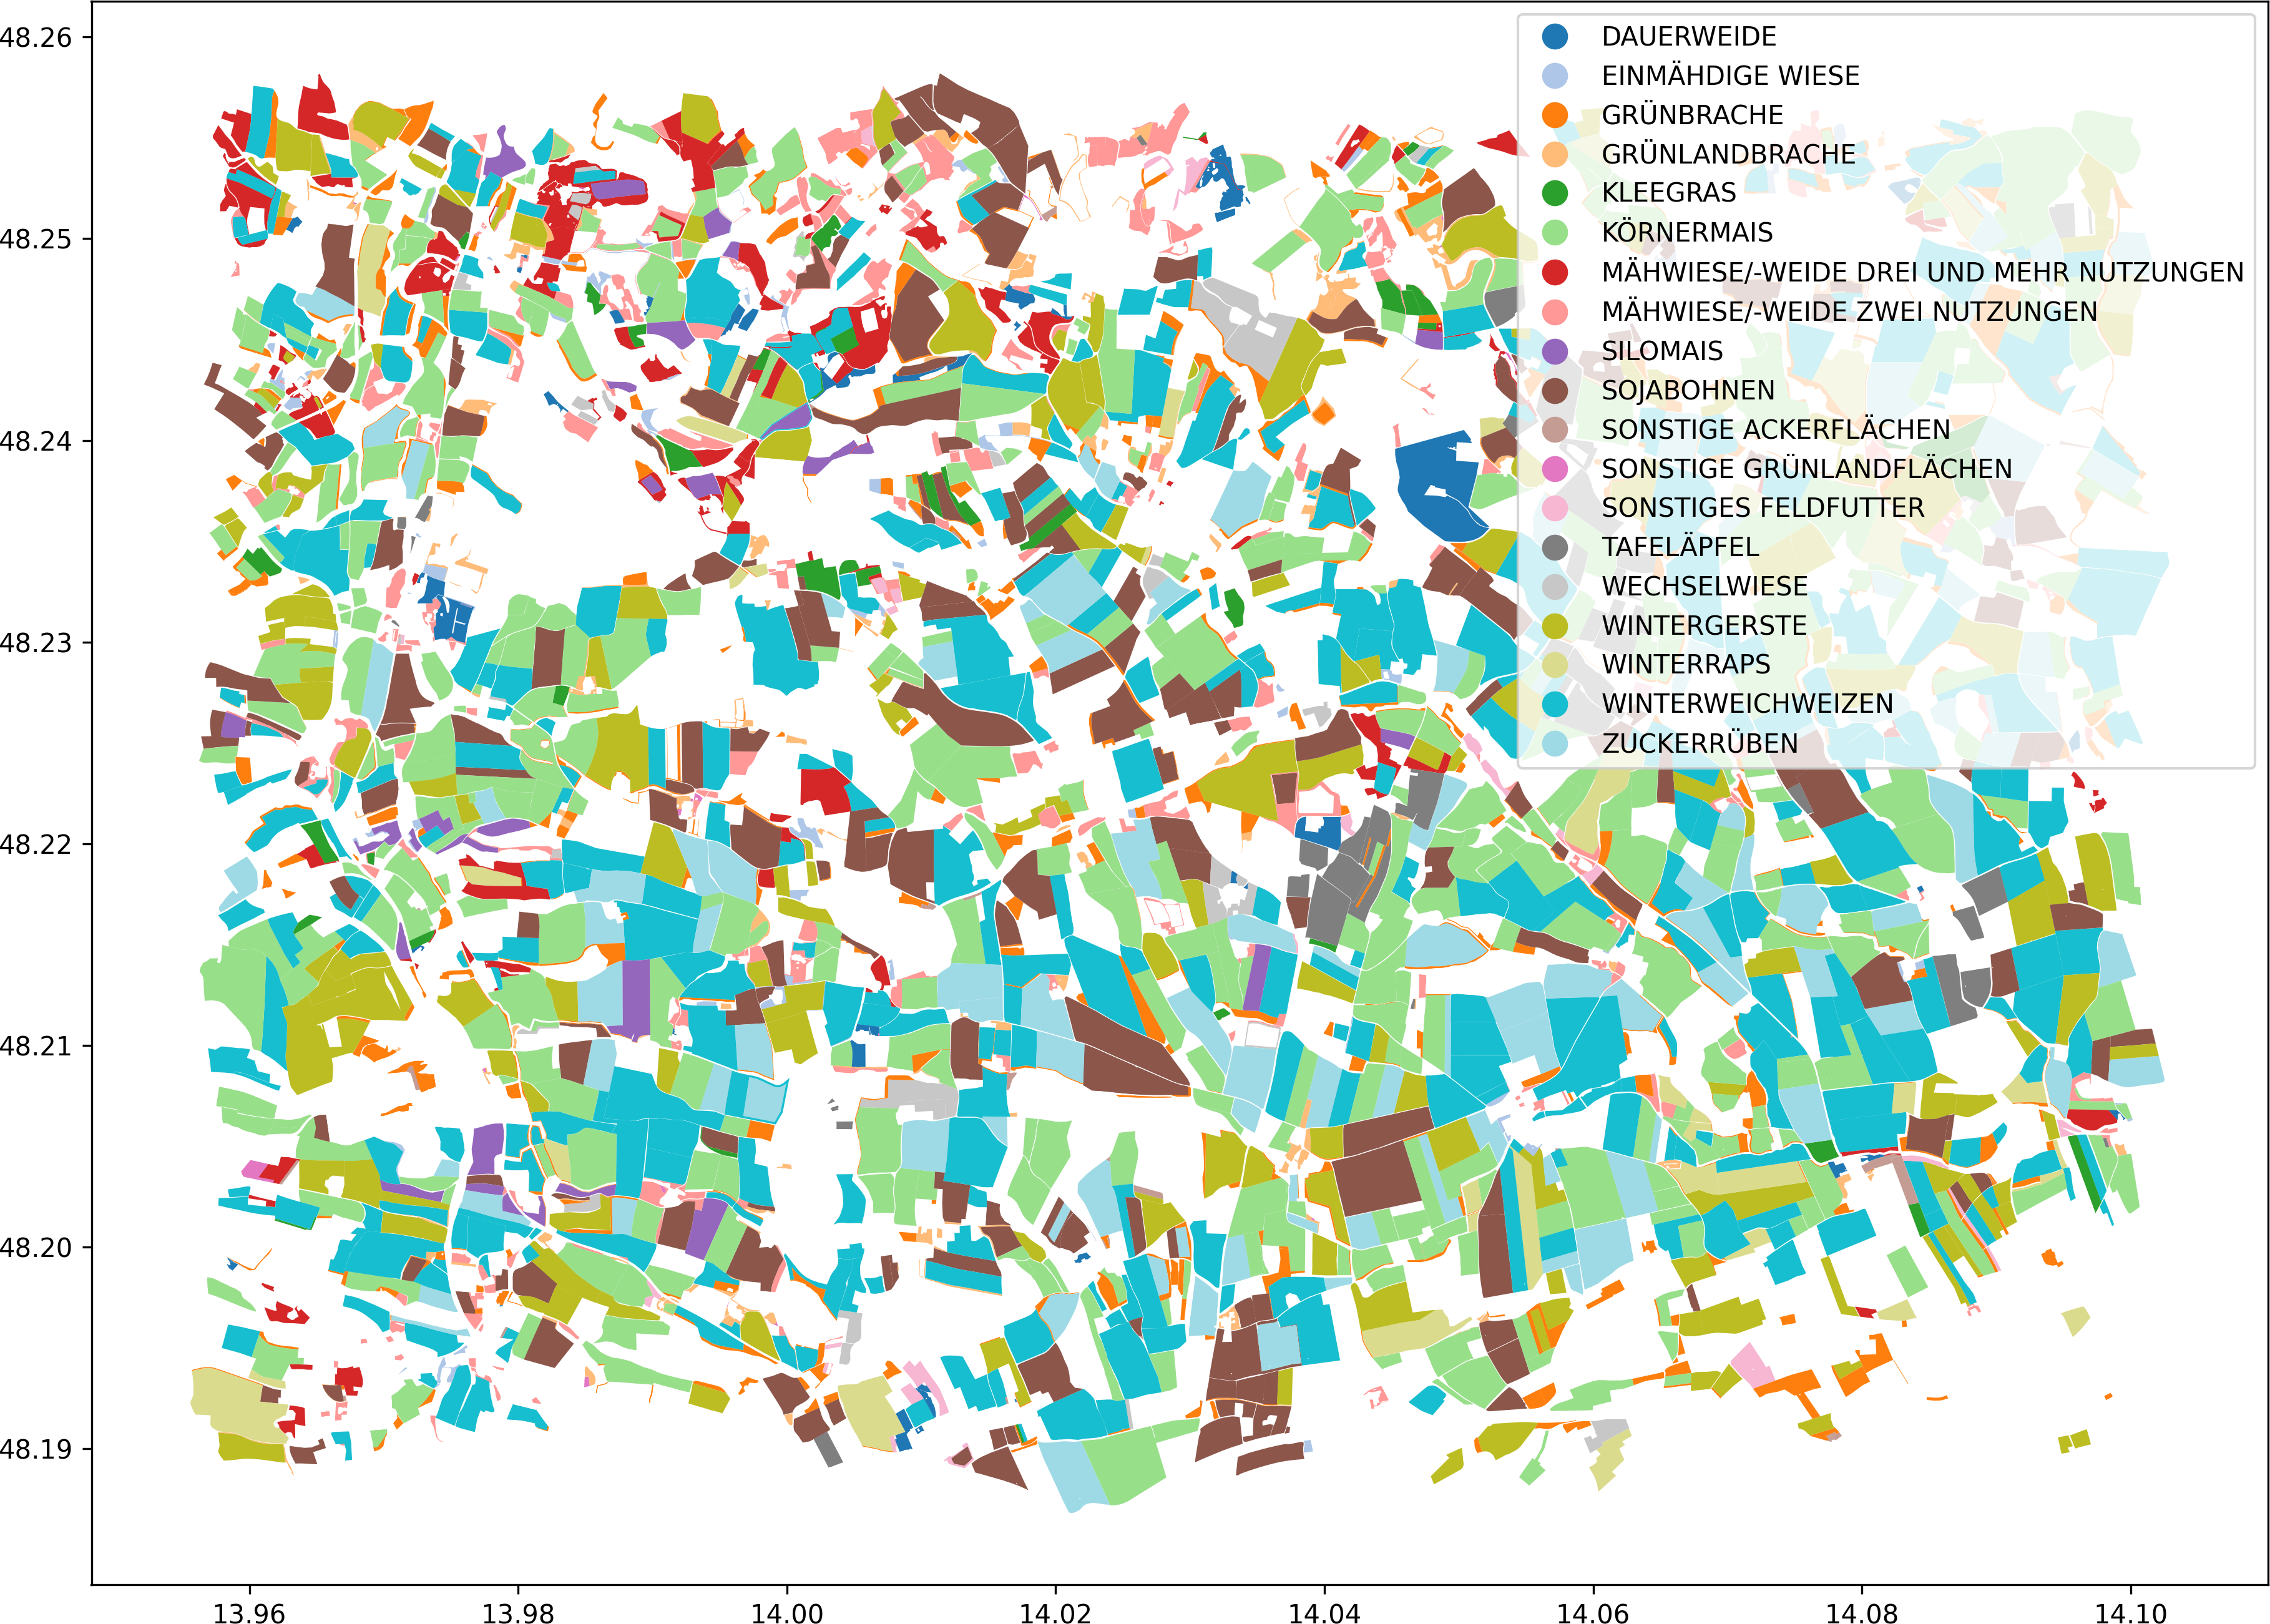 DAUERWEIDE
EINMÄHDIGE WIESE
GRÜNBRACHE
GRÜNLANDBRACHE
KLEEGRAS
KÖRNERMAIS
MÄHWIESE/-WEIDE DREI UND MEHR NUTZUNGEN
MÄHWIESE/-WEIDE ZWEI NUTZUNGEN
SILOMAIS
SOJABOHNEN
SONSTIGE ACKERFLÄCHEN
SONSTIGE GRÜNLANDFLÄCHEN
SONSTIGES FELDFUTTER
TAFELÄPFEL
WECHSELWIESE
WINTERGERSTE
WINTERRAPS
WINTERWEICHWEIZEN
ZUCKERRÜBEN
48.26
48.25
48.24
48.23
48.22
48.21
48.20
48.19
13.96 13.98 14.00 14.02 14.04 14.06 14.08 14.10